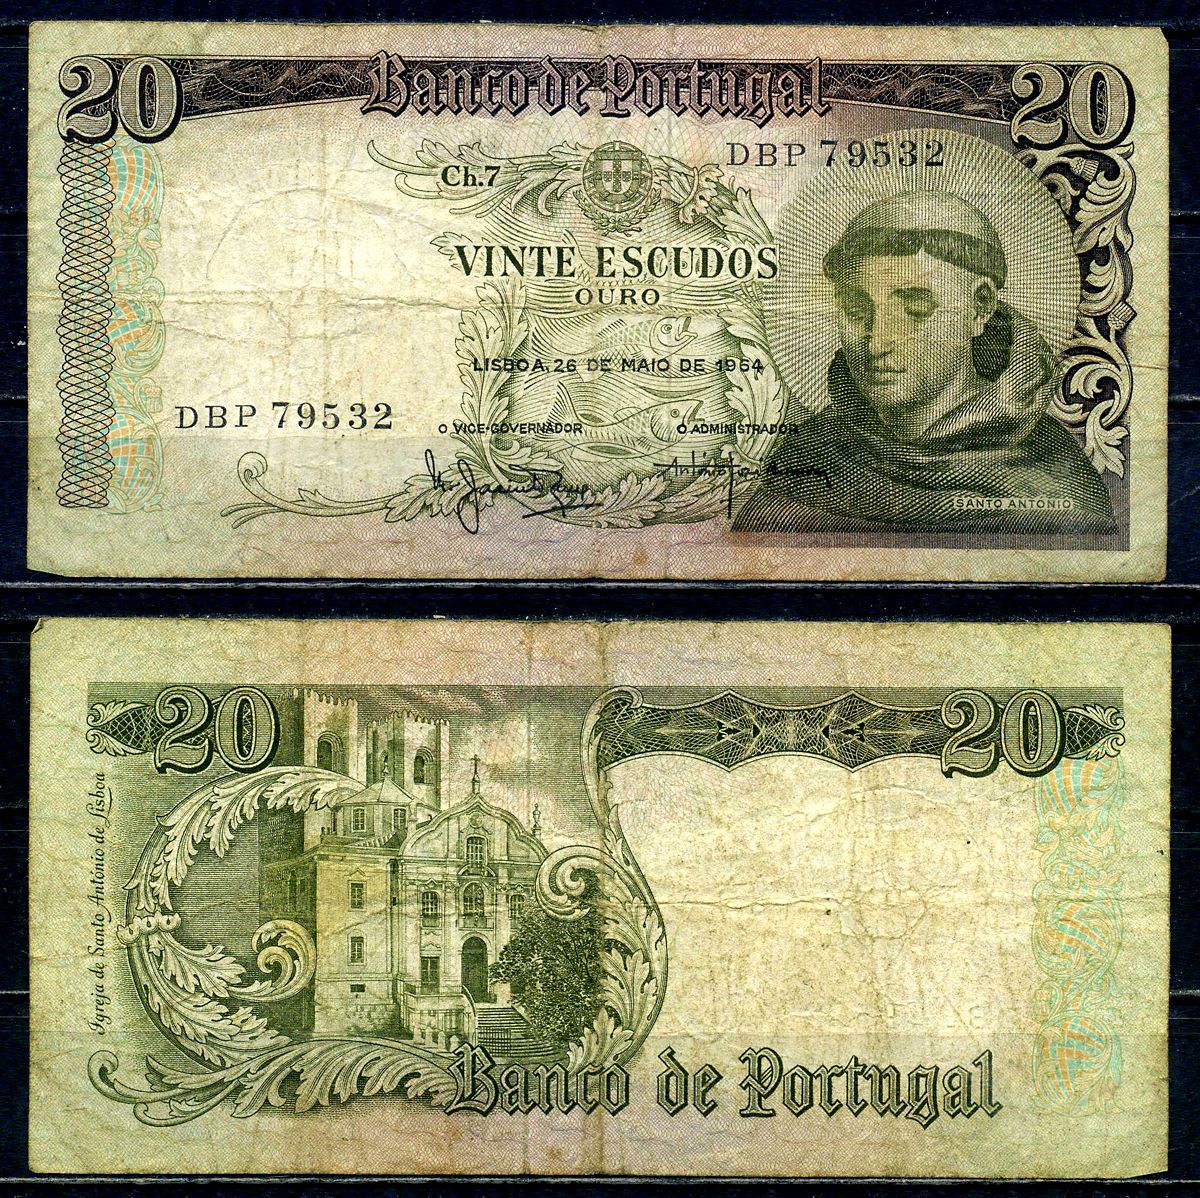 20 Banco de Portugal 20
DBP 79532
Ch.7
VINTE ESCUDOS
OURO
LISBOA, 26 DE MAIO DE 1964
DBP 79532
O VICE-GOVERNADOR O ADMINISTRADOR
SANTO ANTÓNIO
20 20
Igreja de Santo António de Lisboa
Banco de Portugal